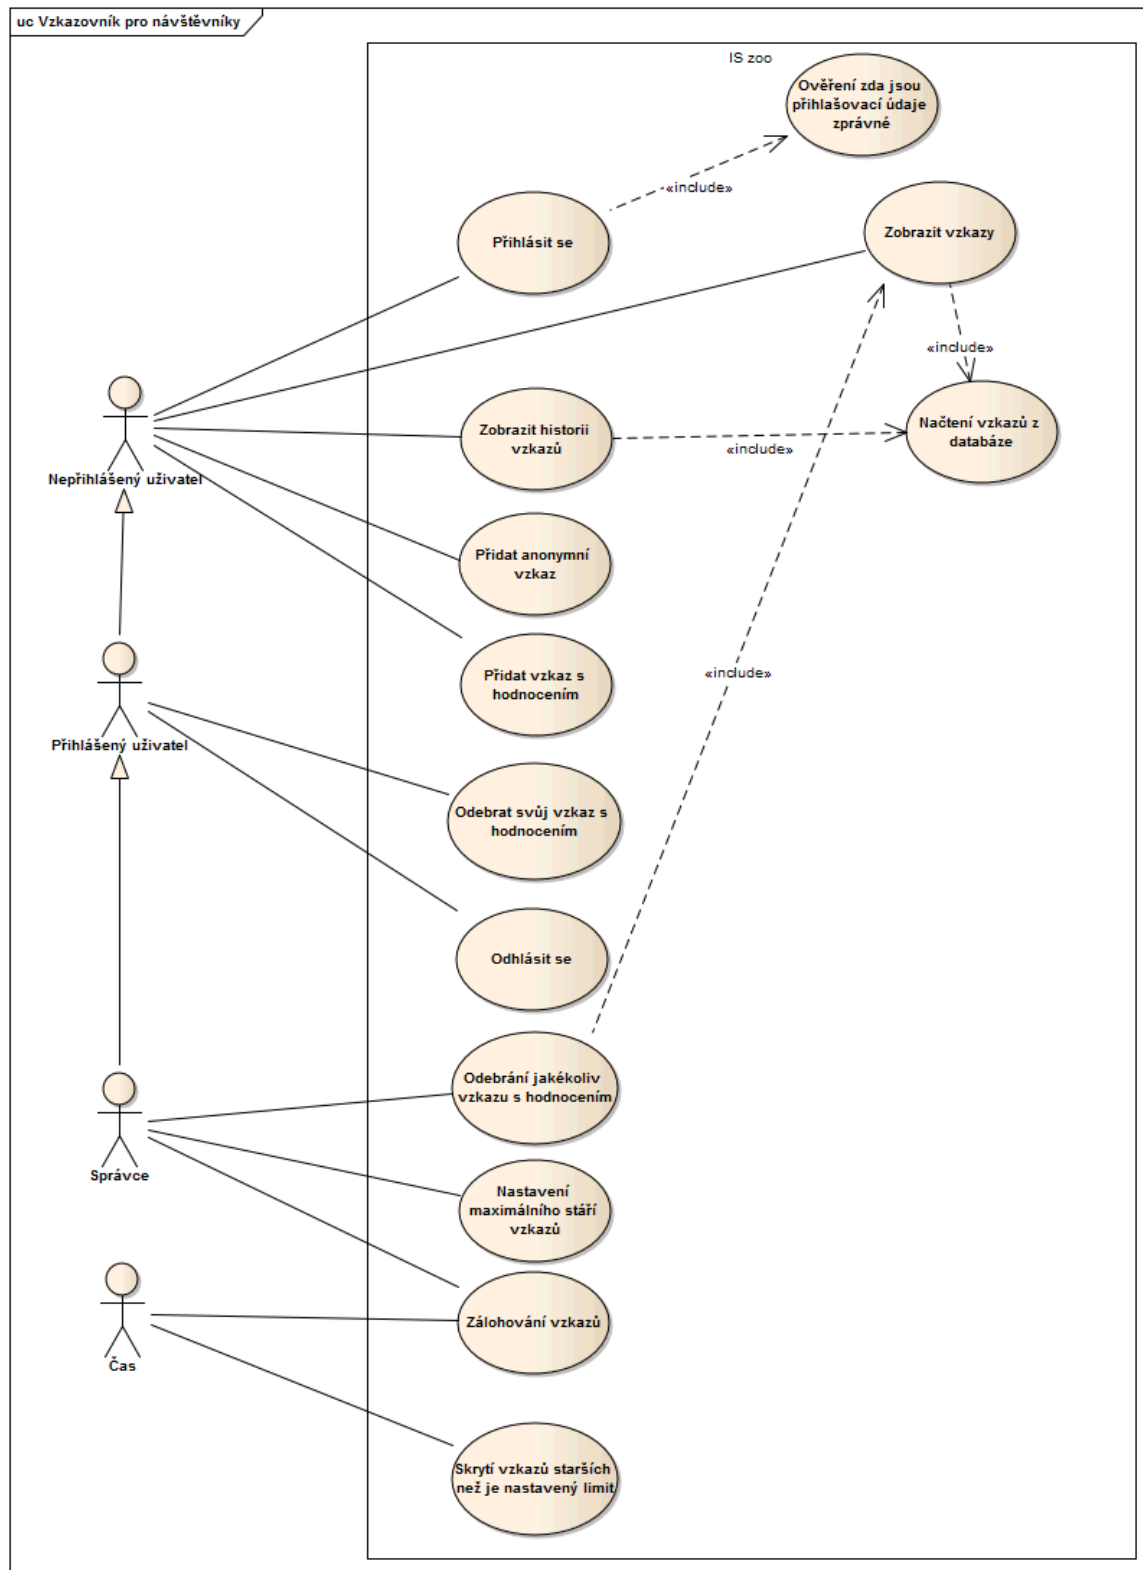 uc Vzkazovník pro návštěvníky
IS zoo
Ověření zda jsou
přihlašovací údaje
zprávné
«include»
Přihlásit se
Zobrazit vzkazy
«include»
Nepřihlášený uživatel
Zobrazit historii
vzkazů
«include»
Načtení vzkazů z
databáze
Přidat anonymní
vzkaz
Přidat vzkaz s
hodnocením
«include»
Přihlášený uživatel
Odebrat svůj vzkaz s
hodnocením
Odhlásit se
Odebrání jakékoliv
vzkazu s hodnocením
Správce
Nastavení
maximálního stáří
vzkazů
Zálohování vzkazů
Čas
Skrytí vzkazů starších
než je nastavený limit